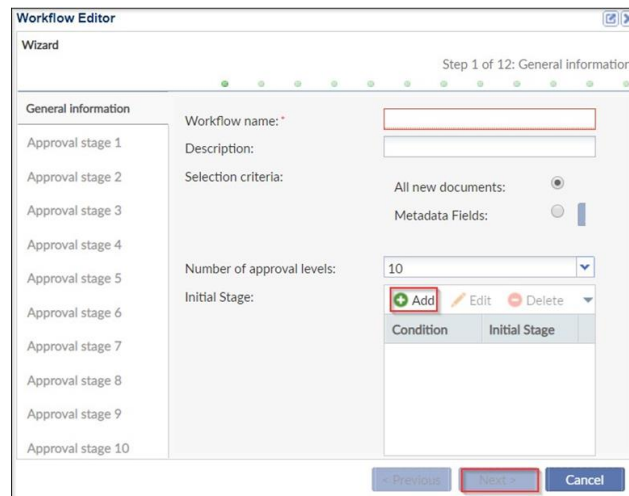 Workflow Editor
Wizard
Step 1 of 12: General information
General information
Approval stage 1
Approval stage 2
Approval stage 3
Approval stage 4
Approval stage 5
Approval stage 6
Approval stage 7
Approval stage 8
Approval stage 9
Approval stage 10
Workflow name:*
Description:
Selection criteria:
All new documents:
Metadata Fields:
Number of approval levels: 10
Initial Stage:
Add Edit Delete
Condition Initial Stage
< Previous Next > Cancel